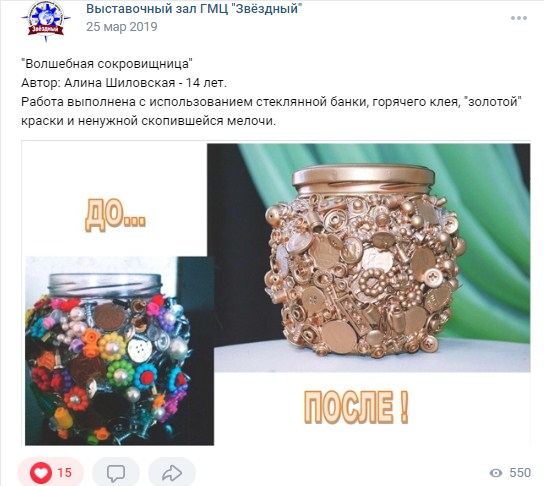 Выставочный зал ГМЦ "Звёздный"
Звёздный
25 мар 2019
"Волшебная сокровищница"
Автор: Алина Шиловская - 14 лет.
Работа выполнена с использованием стеклянной банки, горячего клея, "золотой"
краски и ненужной скопившейся мелочи.
ДО...
ПОСЛЕ !
15
550